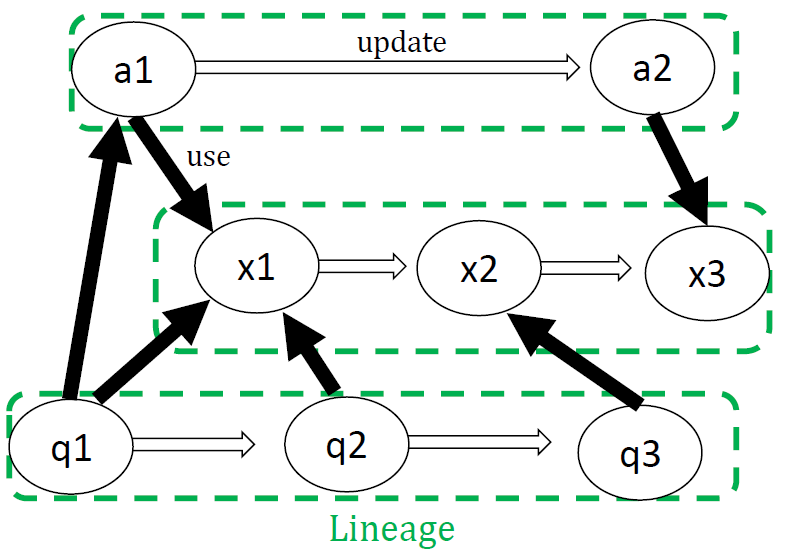 update
a1
a2
use
x1
x2
x3
q1
q2
q3
Lineage